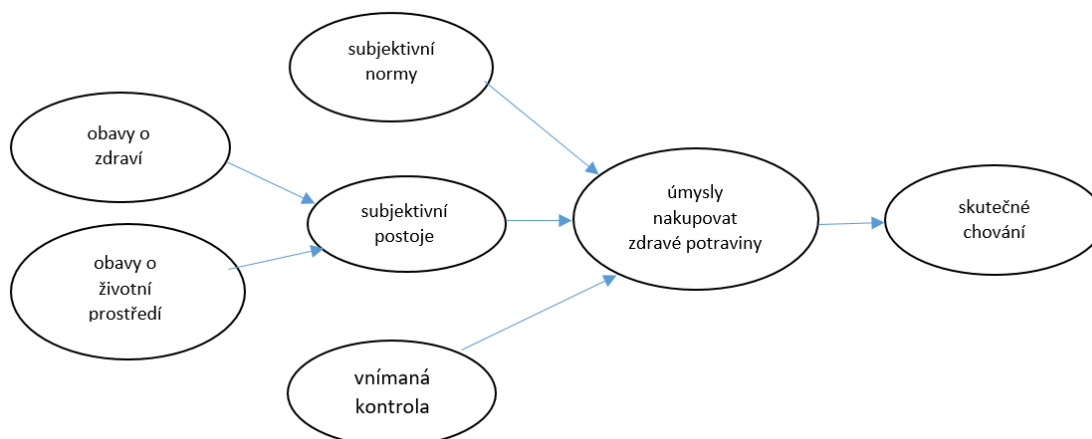 subjektivní
normy
obavy o
zdraví
subjektivní
postoje
úmysly
nakupovat
zdravé potraviny
skutečné
chování
obavy o
životní
prostředí
vnímaná
kontrola